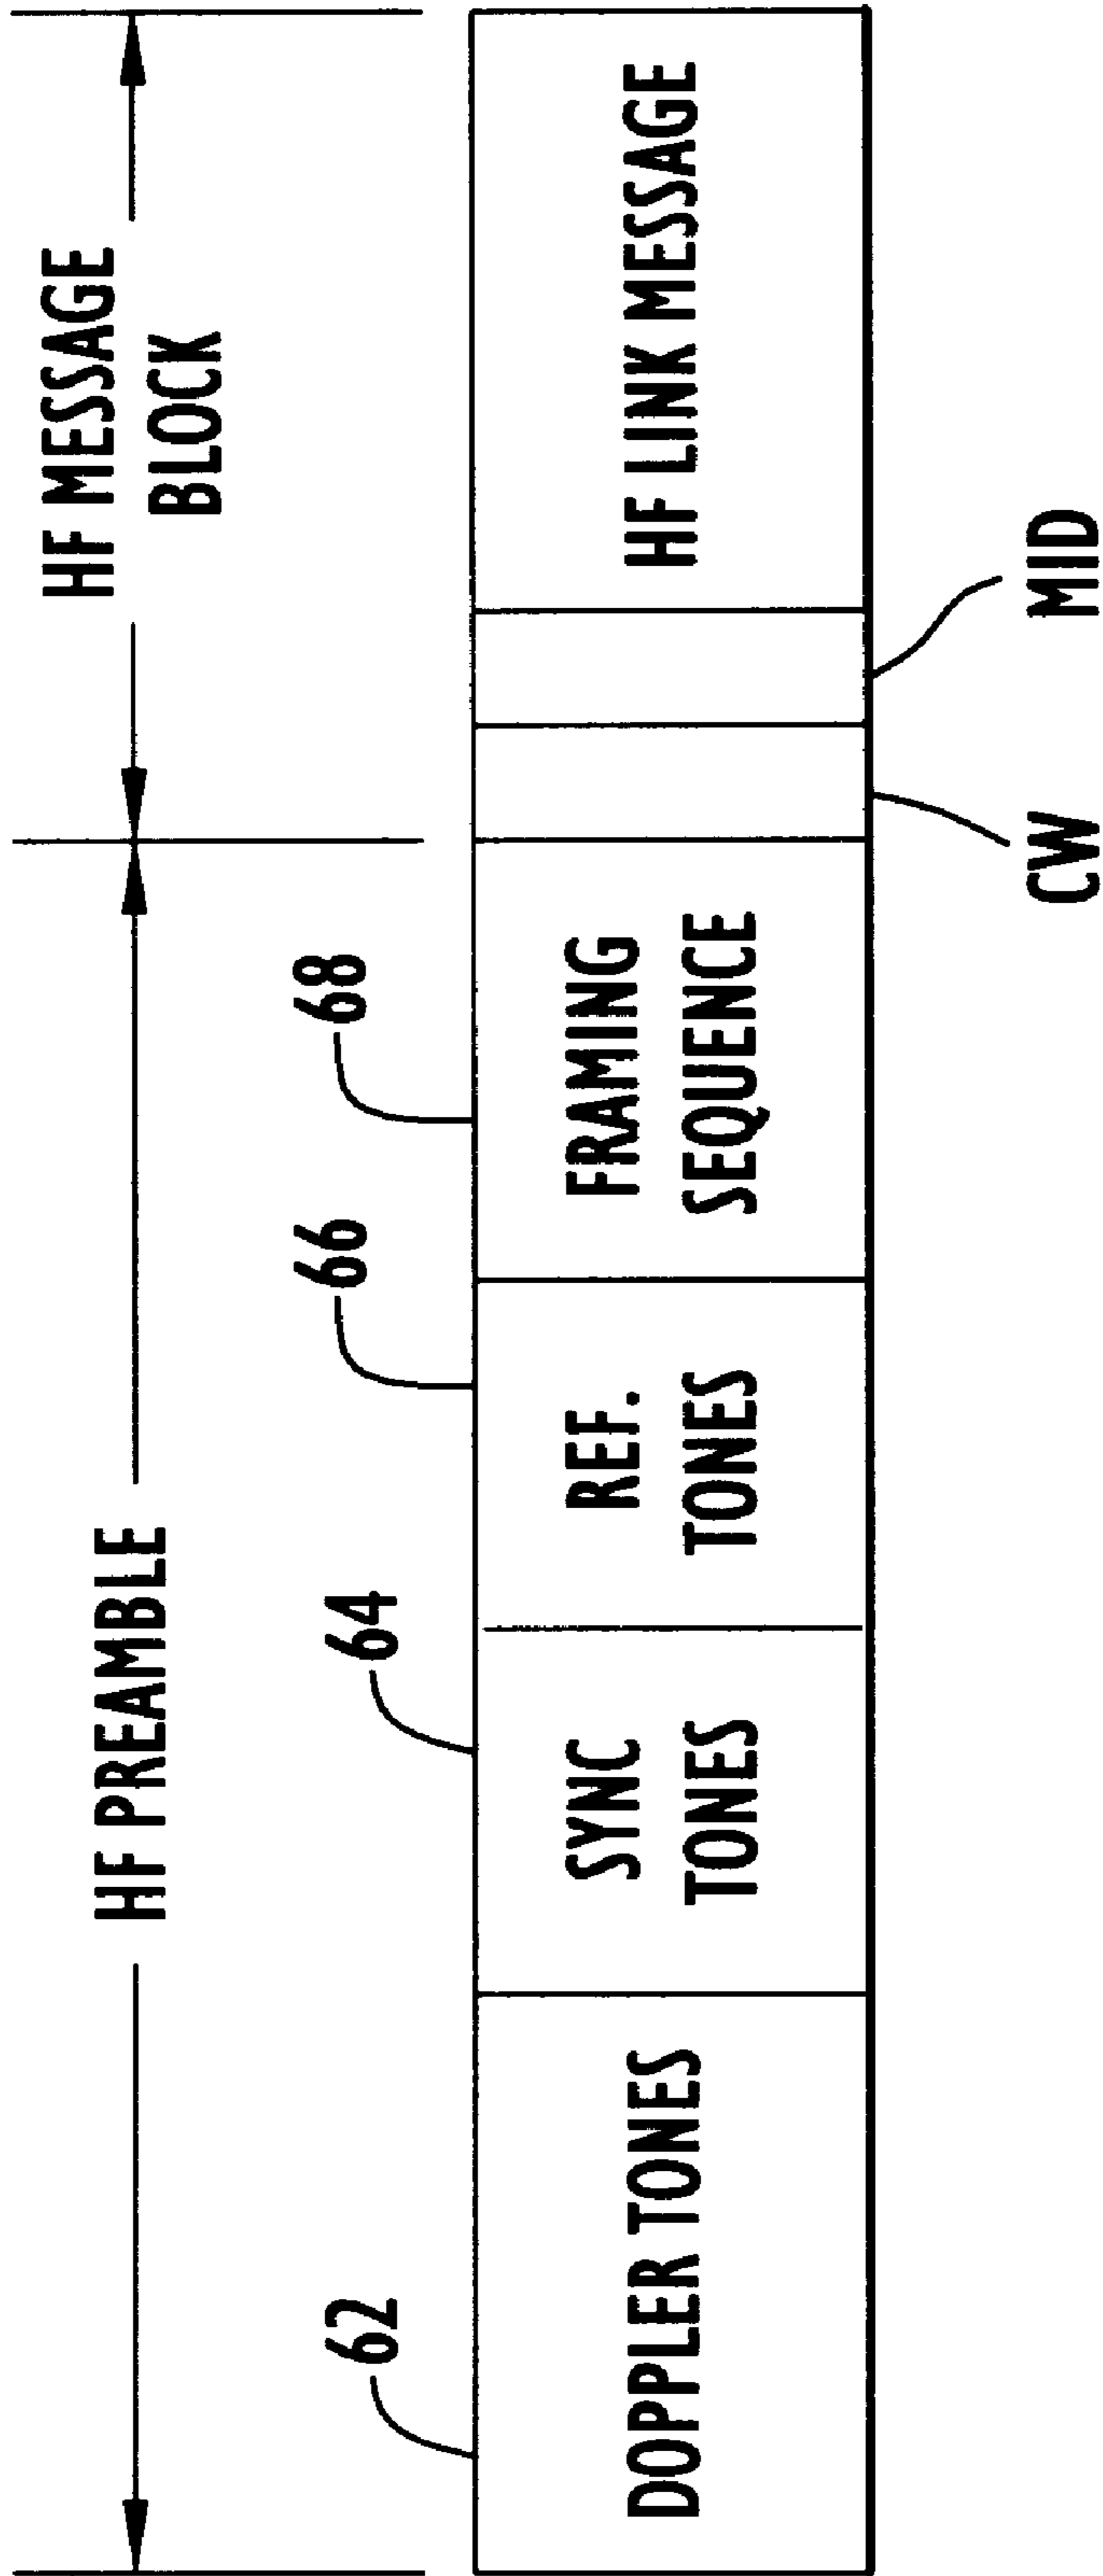 HF PREAMBLE
HF MESSAGE
BLOCK
62
64
66
68
DOPPLER TONES
SYNC
TONES
REF.
TONES
FRAMING
SEQUENCE
HF LINK MESSAGE
CW
MID